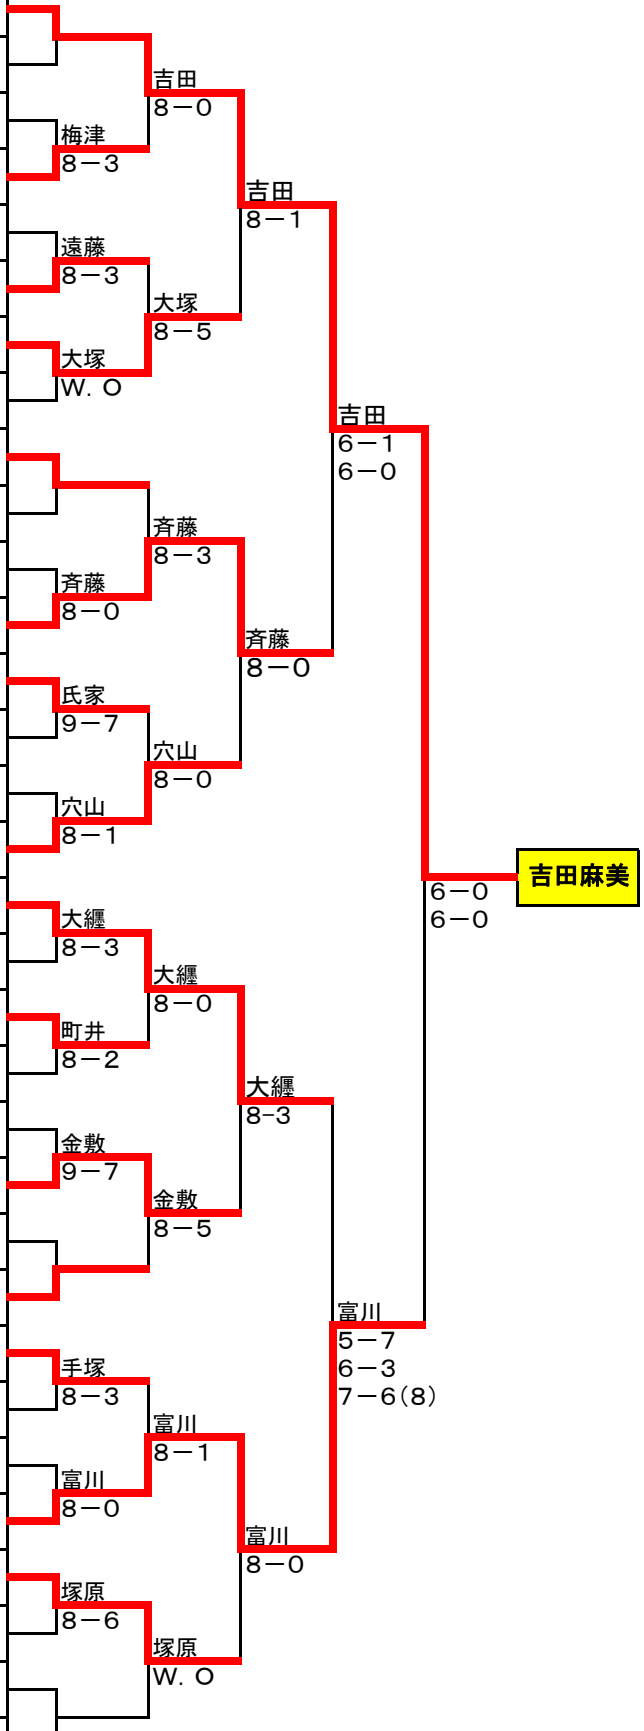 吉田
8－0
梅津
8－3
吉田
8－1
遠藤
8－3
大塚
8－5
大塚
W．O
吉田
6－1
6－0
斉藤
8－3
斉藤
8－0
斉藤
8－0
氏家
9－7
穴山
8－0
穴山
8－1
吉田麻美
6－0
6－0
大纒
8－3
大纒
8－0
町井
8－2
大纒
8-3
金敷
9－7
金敷
8－5
富川
5－7
6－3
7－6（8）
手塚
8－3
富川
8－1
富川
8－0
富川
8－0
塚原
8－6
塚原
W．O